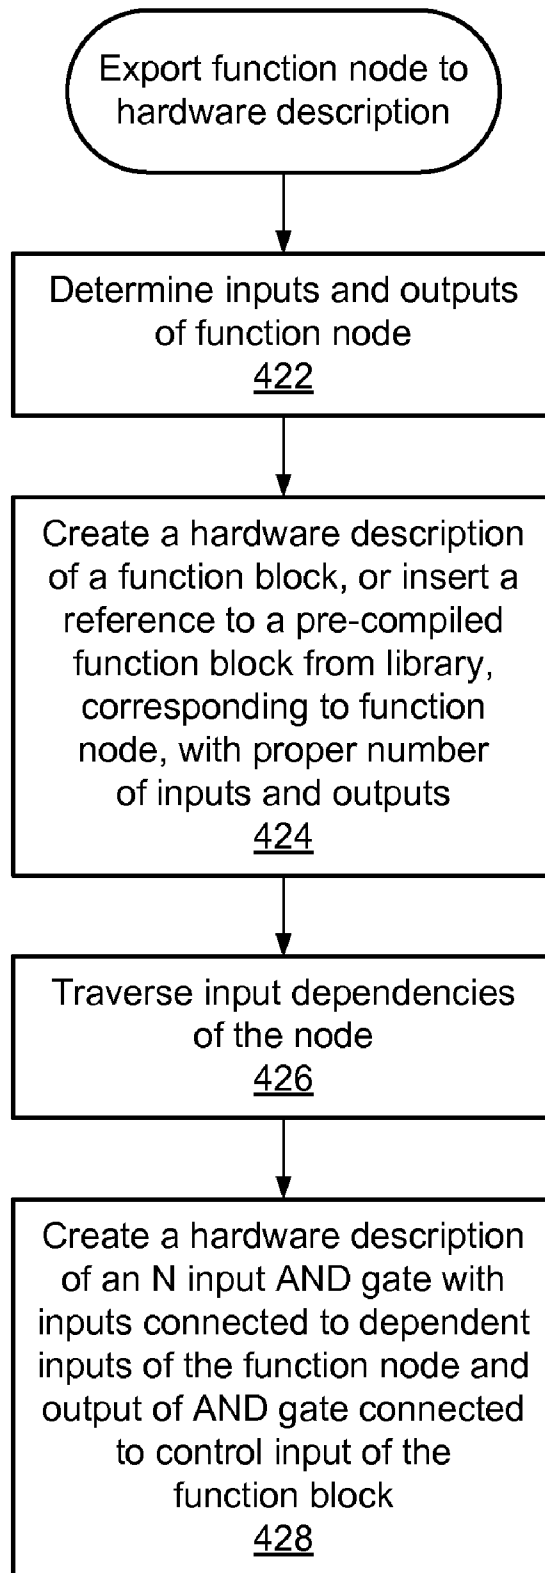 Export function node to
hardware description
Determine inputs and outputs
of function node
422
Create a hardware description
of a function block, or insert a
reference to a pre-compiled
function block from library,
corresponding to function
node, with proper number
of inputs and outputs
424
Traverse input dependencies
of the node
426
Create a hardware description
of an N input AND gate with
inputs connected to dependent
inputs of the function node and
output of AND gate connected
to control input of the
function block
428